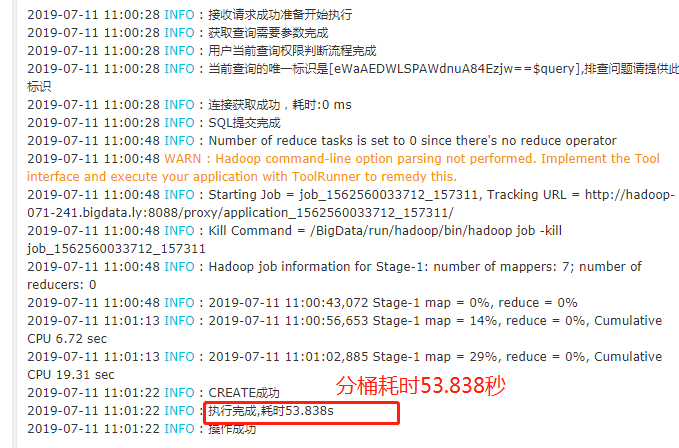 2019-07-11 11:00:28 INFO : 接收请求成功准备开始执行
2019-07-11 11:00:28 INFO : 获取查询需要参数完成
2019-07-11 11:00:28 INFO : 用户当前查询权限判断流程完成
2019-07-11 11:00:28 INFO : 当前查询的唯一标识是[eWaAEDWLSPAWdnuA84Ezjw==$query],排查问题请提供此
标识
2019-07-11 11:00:28 INFO : 连接获取成功，耗时:0 ms
2019-07-11 11:00:28 INFO : SQL提交完成
2019-07-11 11:00:48 INFO : Number of reduce tasks is set to 0 since there's no reduce operator
2019-07-11 11:00:48 WARN : Hadoop command-line option parsing not performed. Implement the Tool
interface and execute your application with ToolRunner to remedy this.
2019-07-11 11:00:48 INFO : Starting Job = job_1562560033712_157311, Tracking URL = http://hadoop-
071-241.bigdata.ly:8088/proxy/application_1562560033712_157311/
2019-07-11 11:00:48 INFO : Kill Command = /BigData/run/hadoop/bin/hadoop job -kill
job_1562560033712_157311
2019-07-11 11:00:48 INFO : Hadoop job information for Stage-1: number of mappers: 7; number of
reducers: 0
2019-07-11 11:00:48 INFO : 2019-07-11 11:00:43,072 Stage-1 map = 0%, reduce = 0%
2019-07-11 11:01:13 INFO : 2019-07-11 11:00:56,653 Stage-1 map = 14%, reduce = 0%, Cumulative
CPU 6.72 sec
2019-07-11 11:01:13 INFO : 2019-07-11 11:01:02,885 Stage-1 map = 29%, reduce = 0%, Cumulative
CPU 19.31 sec
2019-07-11 11:01:22 INFO : CREATE成功
分桶耗时53.838秒
2019-07-11 11:01:22 INFO : 执行完成,耗时53.838s
2019-07-11 11:01:22 INFO : 操作成功